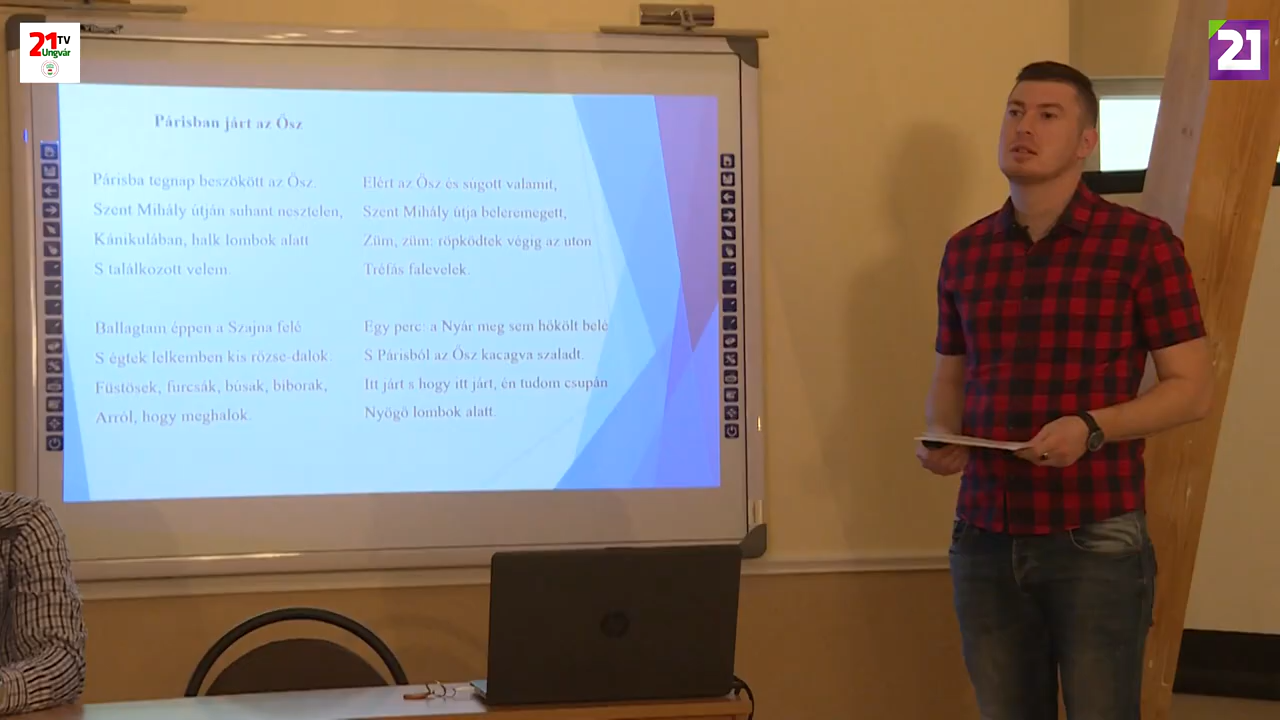 21TV
Ungvár
21
Párisban járt az Ősz
Párisba tegnap beszökött az Ősz.
Szent Mihály útján suhant nesztelen,
Kánikulában, halk lombok alatt
S találkozott velem.
Ballagtam éppen a Szajna felé
S égtek lelkemben kis rőzse-dalok:
Füstösek, furcsák, búsak, bíborak,
Arról, hogy meghalok.
Elért az Ősz és súgott valamit,
Szent Mihály útja beleremegett,
Züm, züm: röpködtek végig az uton
Tréfás falevelek.
Egy perc: a Nyár meg sem hőkölt belé
S Párisból az Ősz kacagva szaladt.
Itt járt s hogy itt járt, én tudom csupán
Nyögő lombok alatt.